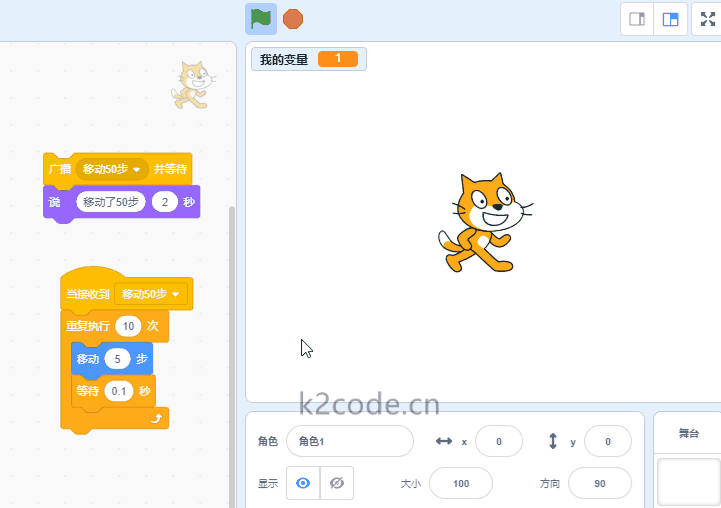 我的变量 1
广播 移动50步 并等待
说 移动了50步 2 秒
当接收到 移动50步
重复执行 10 次
移动 5 步
等待 0.1 秒
k2code.cn
角色 角色1 x 0 y 0
显示 大小 100 方向 90
舞台